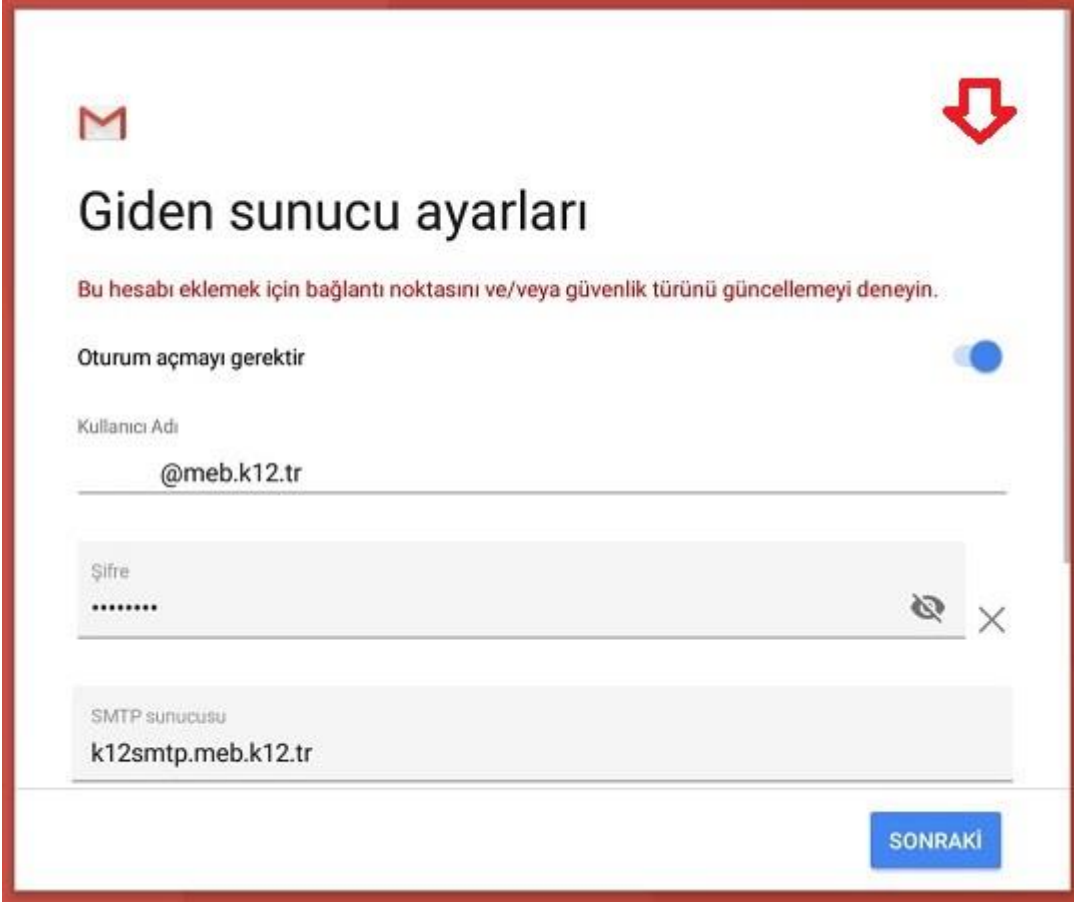 Giden sunucu ayarları
Bu hesabı eklemek için bağlantı noktasını ve/veya güvenlik türünü güncellemeyi deneyin.
Oturum açmayı gerektir
Kullanıcı Adı
@meb.k12.tr
Şifre
••••••••
SMTP sunucusu
k12smtp.meb.k12.tr
SONRAKİ